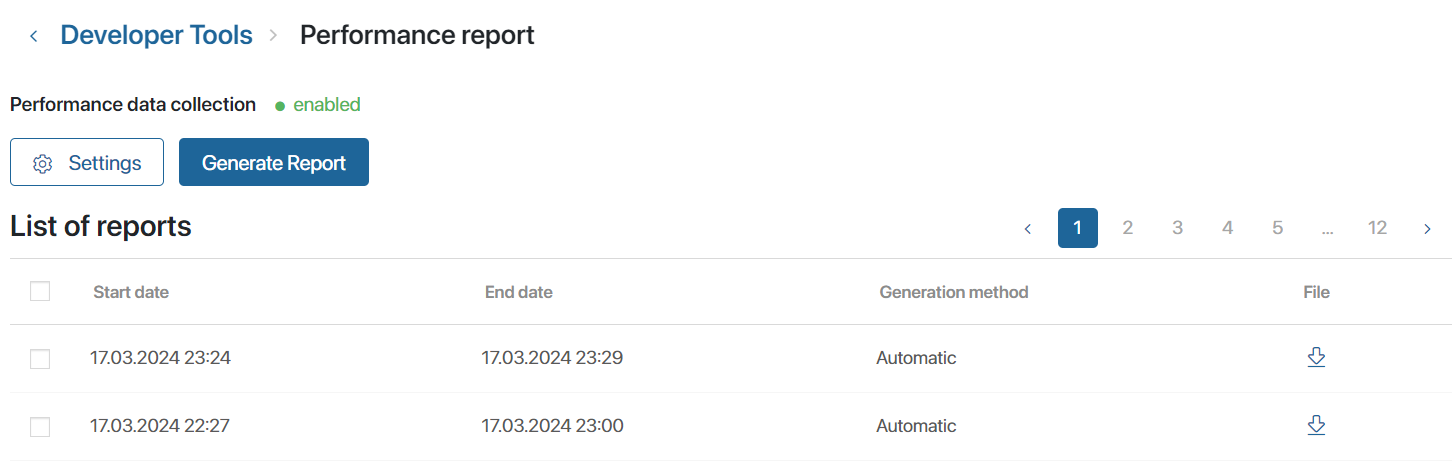 Developer Tools > Performance report
Performance data collection enabled
Settings Generate Report
List of reports < 1 2 3 4 5 ... 12 >
Start date End date Generation method File
17.03.2024 23:24 17.03.2024 23:29 Automatic
17.03.2024 22:27 17.03.2024 23:00 Automatic